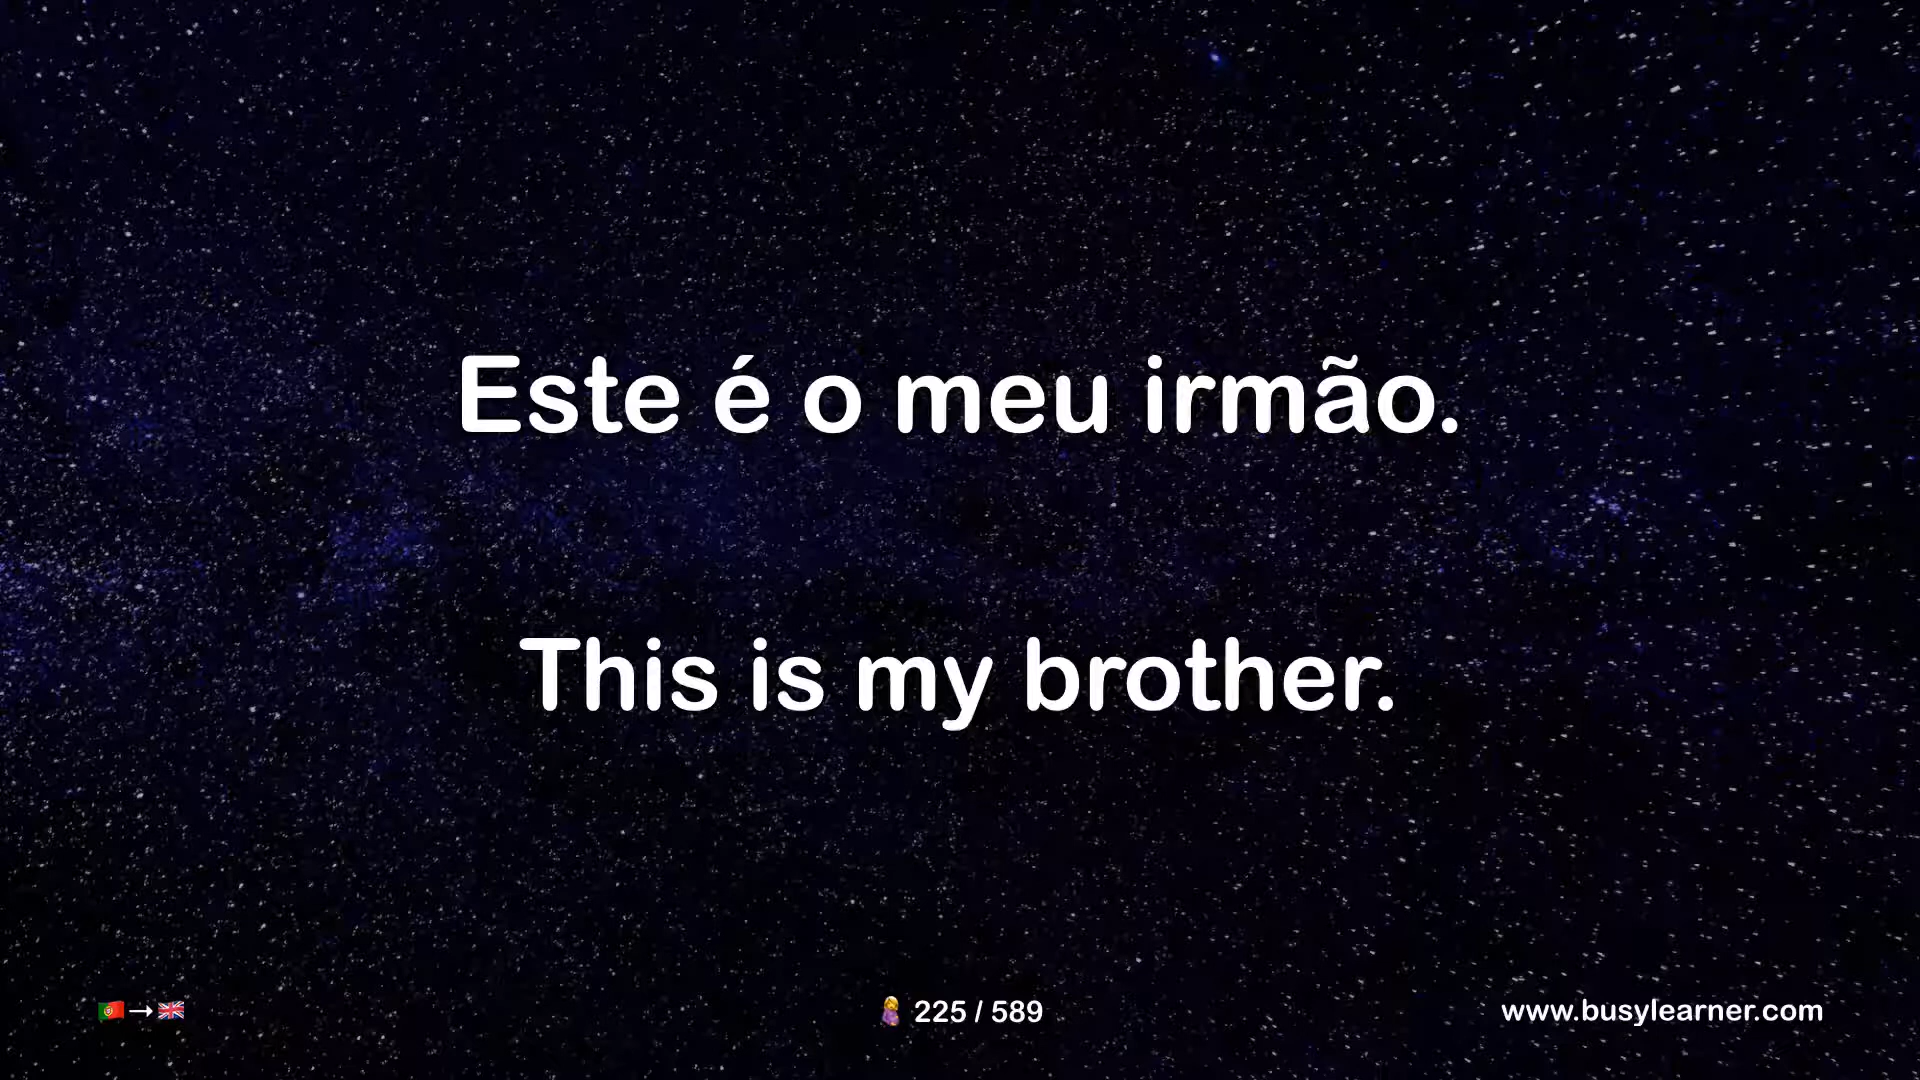 Este é o meu irmão.
This is my brother.
🇵🇹→🇬🇧
🤱 225 / 589
www.busylearner.com